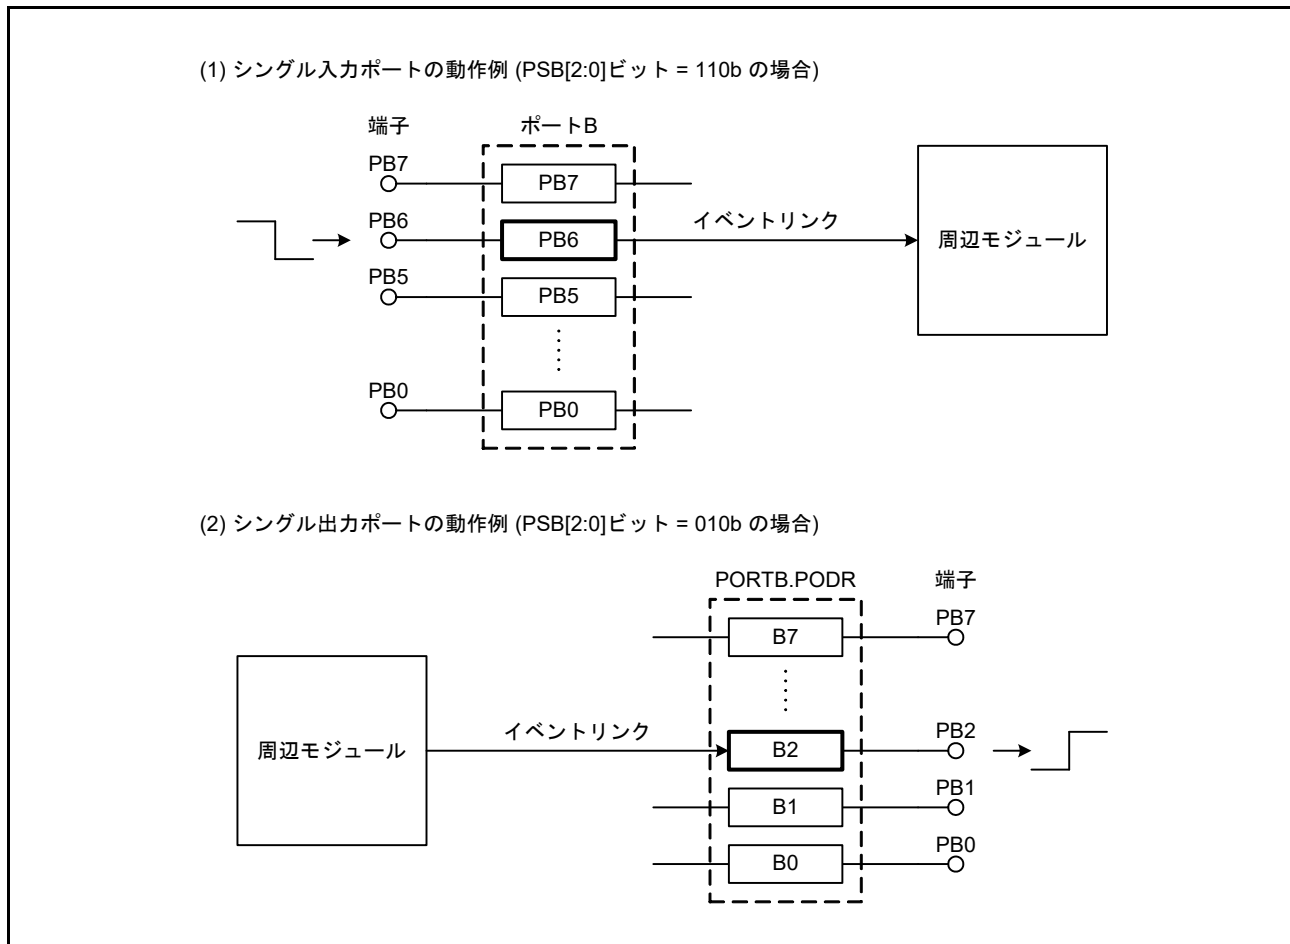 (1) シングル入力ポートの動作例 (PSB[2:0]ビット = 110b の場合)
端子
ポートB
PB7
PB7
PB6
PB6
イベントリンク
周辺モジュール
PB5
PB5
PB0
PB0
(2) シングル出力ポートの動作例 (PSB[2:0]ビット = 010b の場合)
PORTB.PODR
端子
B7
PB7
周辺モジュール
イベントリンク
B2
PB2
B1
PB1
B0
PB0